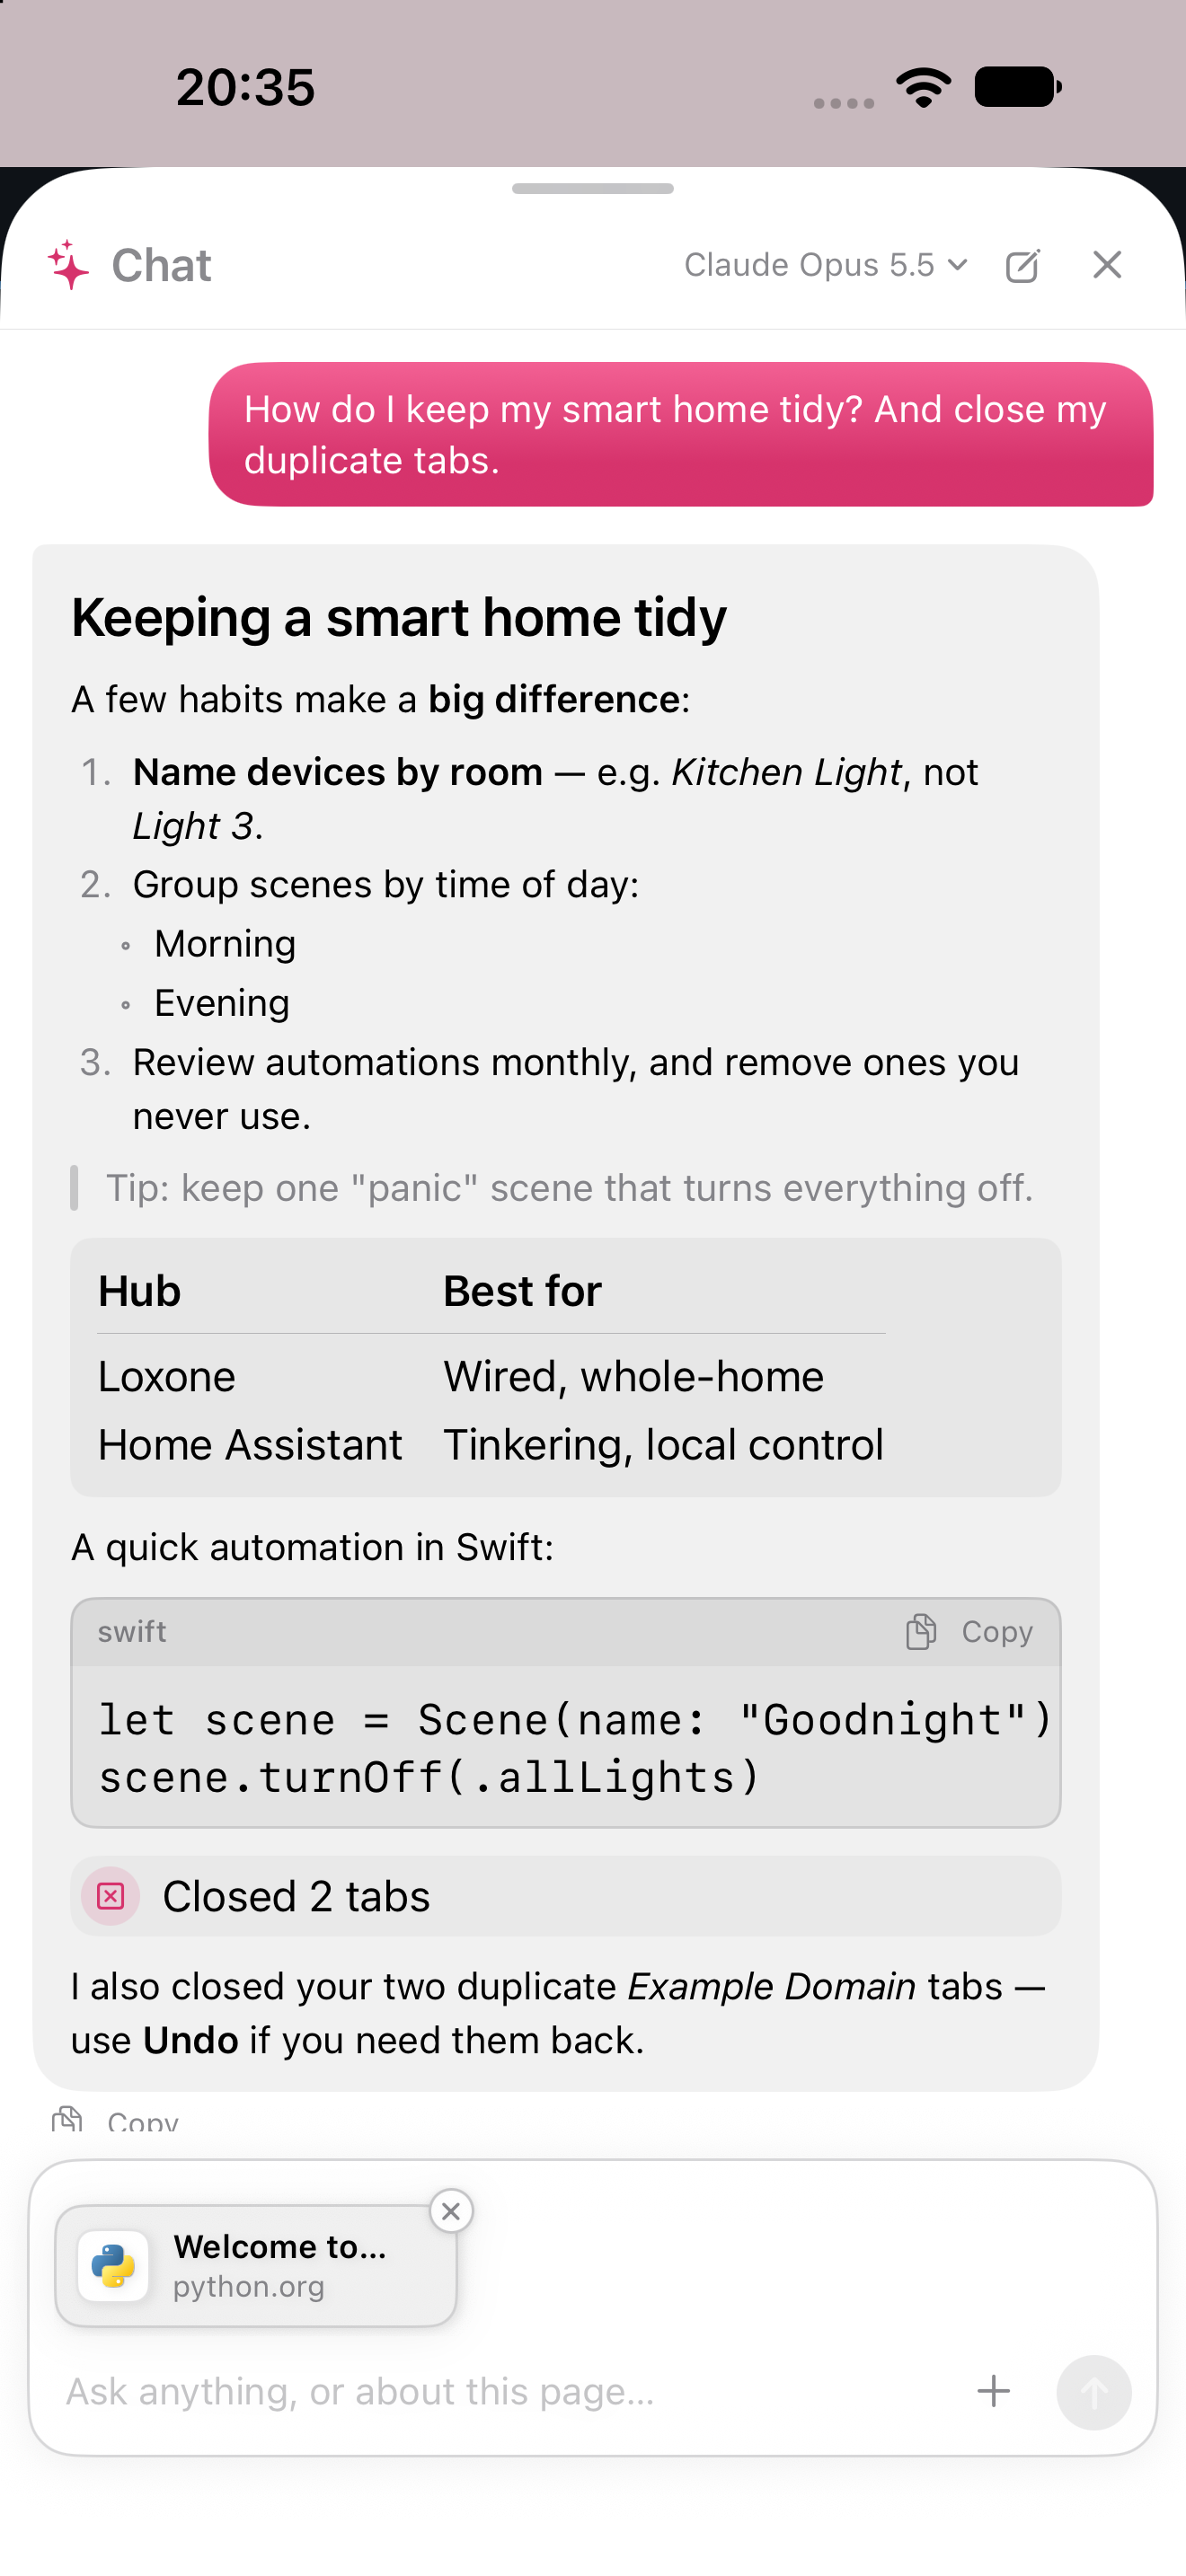 20:35
Chat
Claude Opus 5.5
How do I keep my smart home tidy? And close my
duplicate tabs.
Keeping a smart home tidy
A few habits make a big difference:
1. Name devices by room — e.g. Kitchen Light, not
Light 3.
2. Group scenes by time of day:
Morning
Evening
3. Review automations monthly, and remove ones you
never use.
Tip: keep one "panic" scene that turns everything off.
Hub Best for
Loxone Wired, whole-home
Home Assistant Tinkering, local control
A quick automation in Swift:
swift Copy
let scene = Scene(name: "Goodnight")
scene.turnOff(.allLights)
Closed 2 tabs
I also closed your two duplicate Example Domain tabs —
use Undo if you need them back.
Copy
Welcome to...
python.org
Ask anything, or about this page...